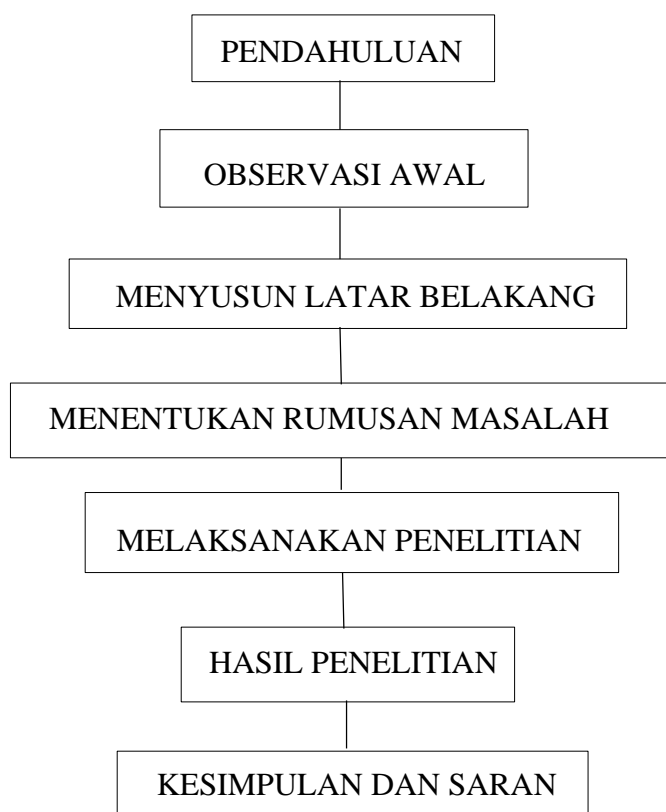 PENDAHULUAN
OBSERVASI AWAL
MENYUSUN LATAR BELAKANG
MENENTUKAN RUMUSAN MASALAH
MELAKSANAKAN PENELITIAN
HASIL PENELITIAN
KESIMPULAN DAN SARAN